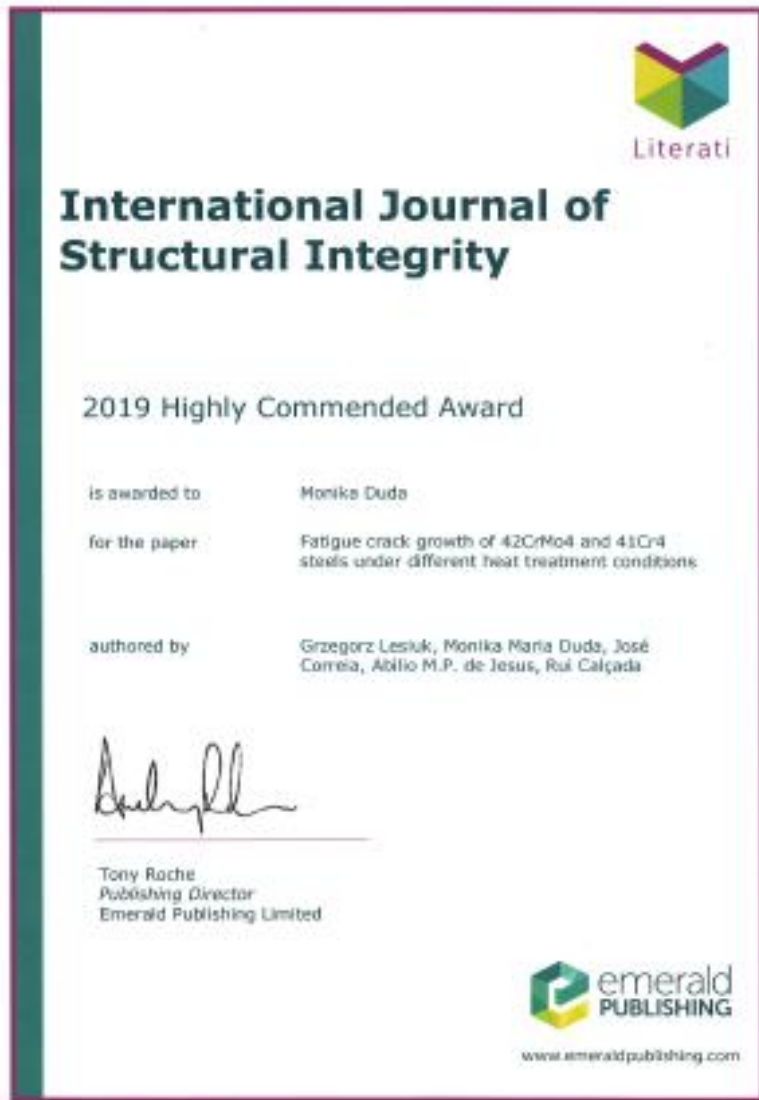 Literati
International Journal of
Structural Integrity
2019 Highly Commended Award
is awarded to Monika Duda
for the paper Fatigue crack growth of 42CrMo4 and 41Cr4
steels under different heat treatment conditions
authored by Grzegorz Lesiuk, Monika Maria Duda, José
Correia, Abilio M.P. de Jesus, Rui Calçada
Tony Roche
Publishing Director
Emerald Publishing Limited
emerald
PUBLISHING
www.emeraldpublishing.com